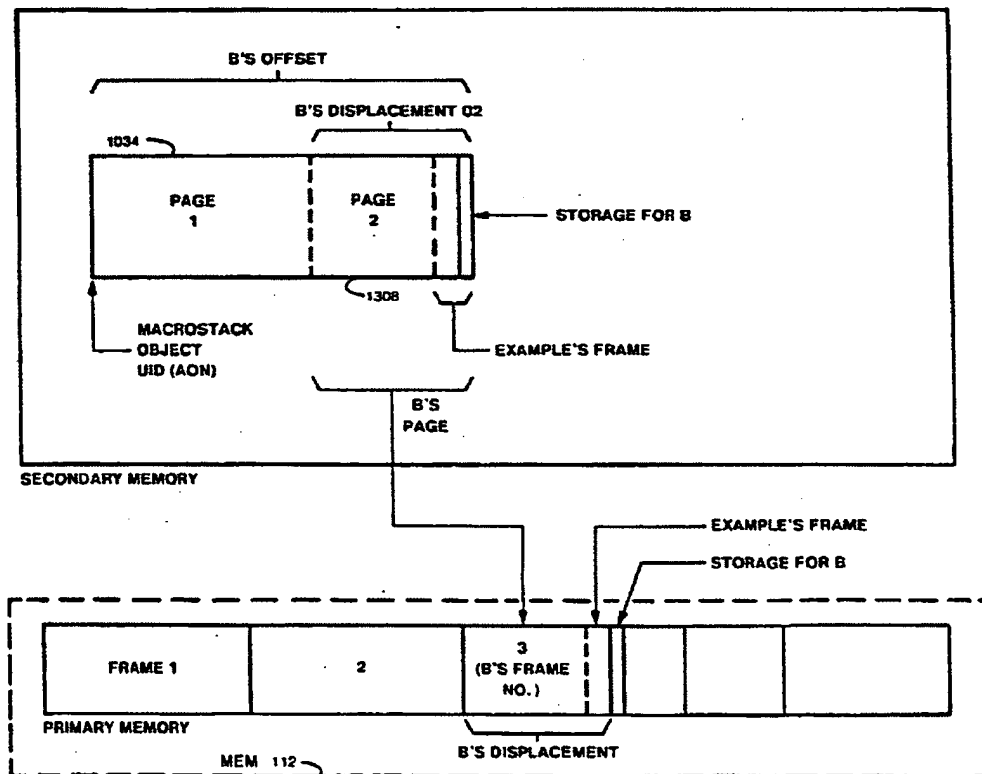 B'S OFFSET
B'S DISPLACEMENT 02
1034
PAGE
1
PAGE
2
STORAGE FOR B
1308
MACROSTACK
OBJECT
UID (AON)
EXAMPLE'S FRAME
B'S
PAGE
SECONDARY MEMORY
EXAMPLE'S FRAME
STORAGE FOR B
FRAME 1
2
3
(B'S FRAME
NO.)
PRIMARY MEMORY
B'S DISPLACEMENT
MEM 112